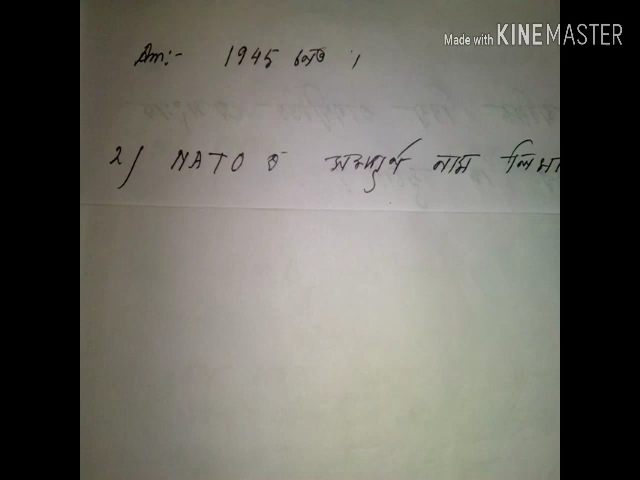 Made with KINEMASTER
Ans:- 1945 চনত ।
2/ NATO ৰ সম্পূৰ্ণ নাম লিখা